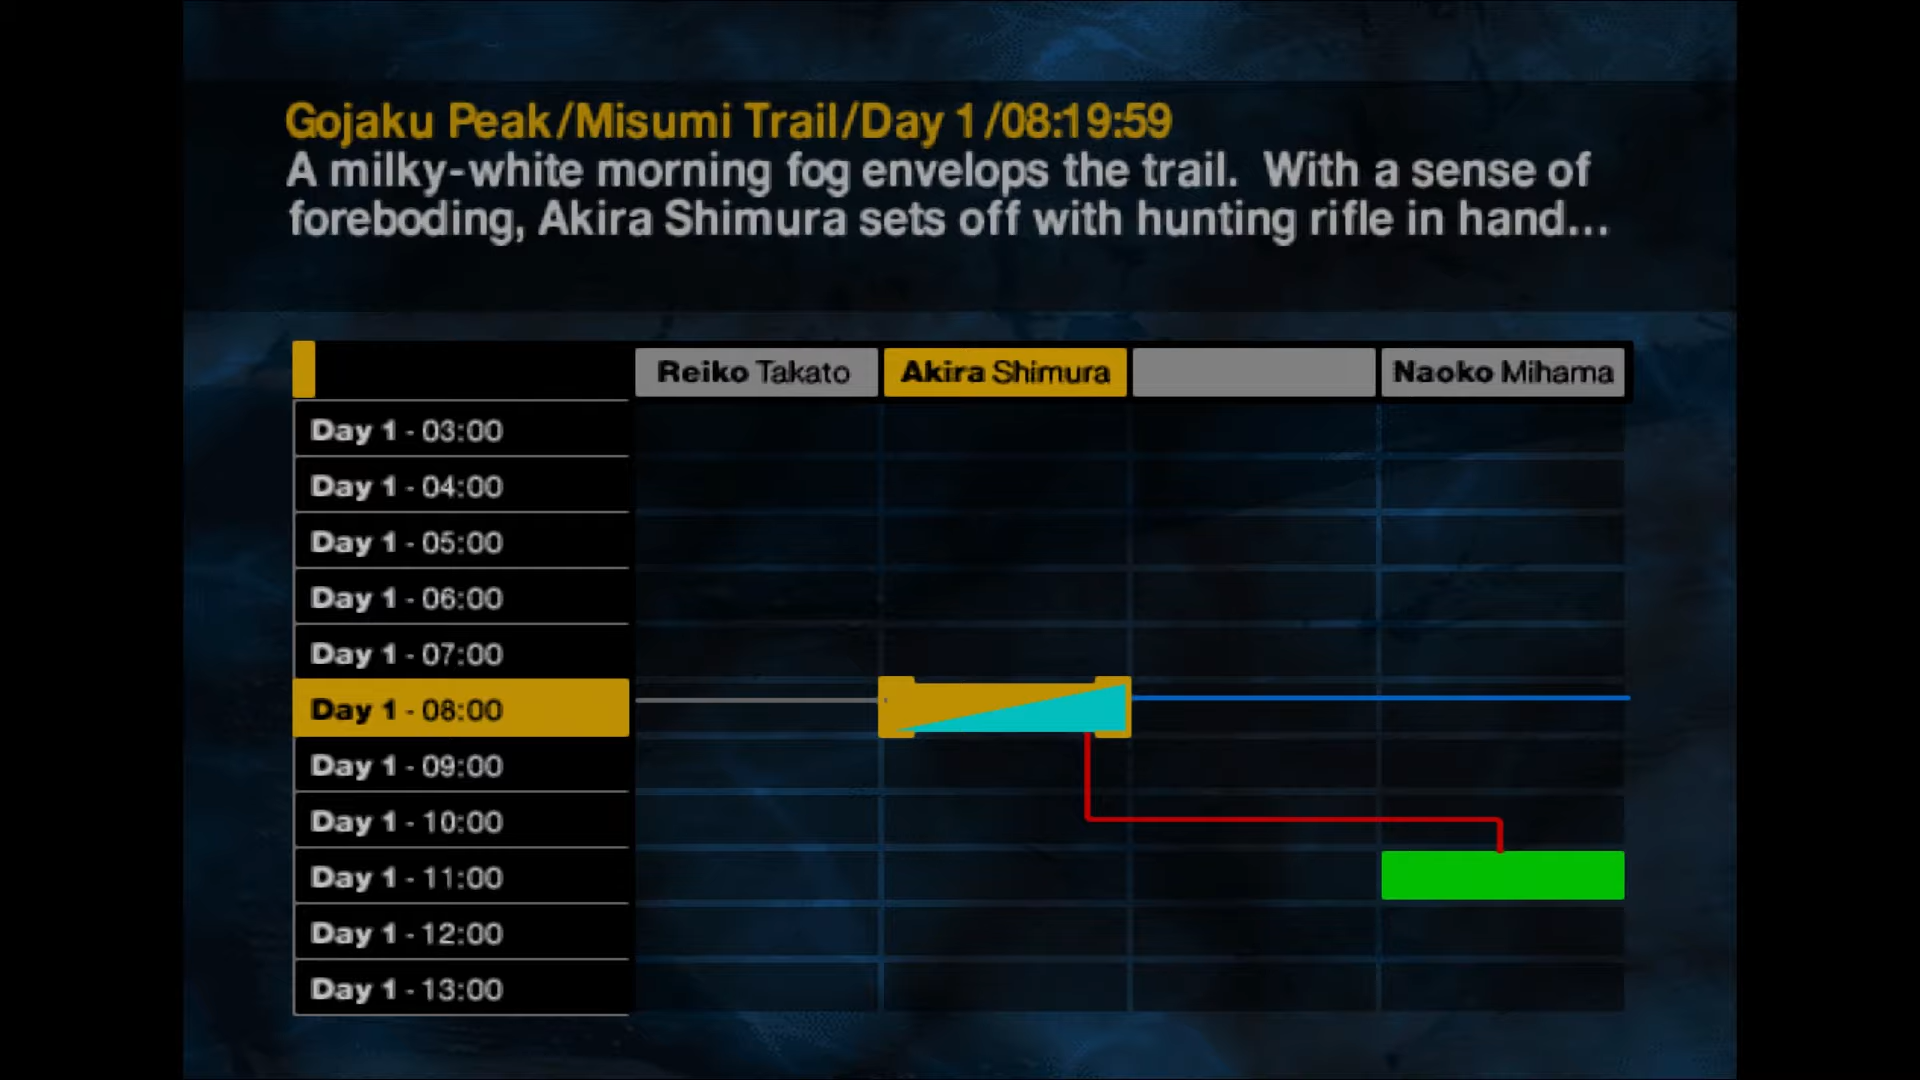 Gojaku Peak/Misumi Trail/Day 1/08:19:59
A milky-white morning fog envelops the trail.  With a sense of
foreboding, Akira Shimura sets off with hunting rifle in hand...
Reiko Takato
Akira Shimura
Naoko Mihama
Day 1 - 03:00
Day 1 - 04:00
Day 1 - 05:00
Day 1 - 06:00
Day 1 - 07:00
Day 1 - 08:00
Day 1 - 09:00
Day 1 - 10:00
Day 1 - 11:00
Day 1 - 12:00
Day 1 - 13:00